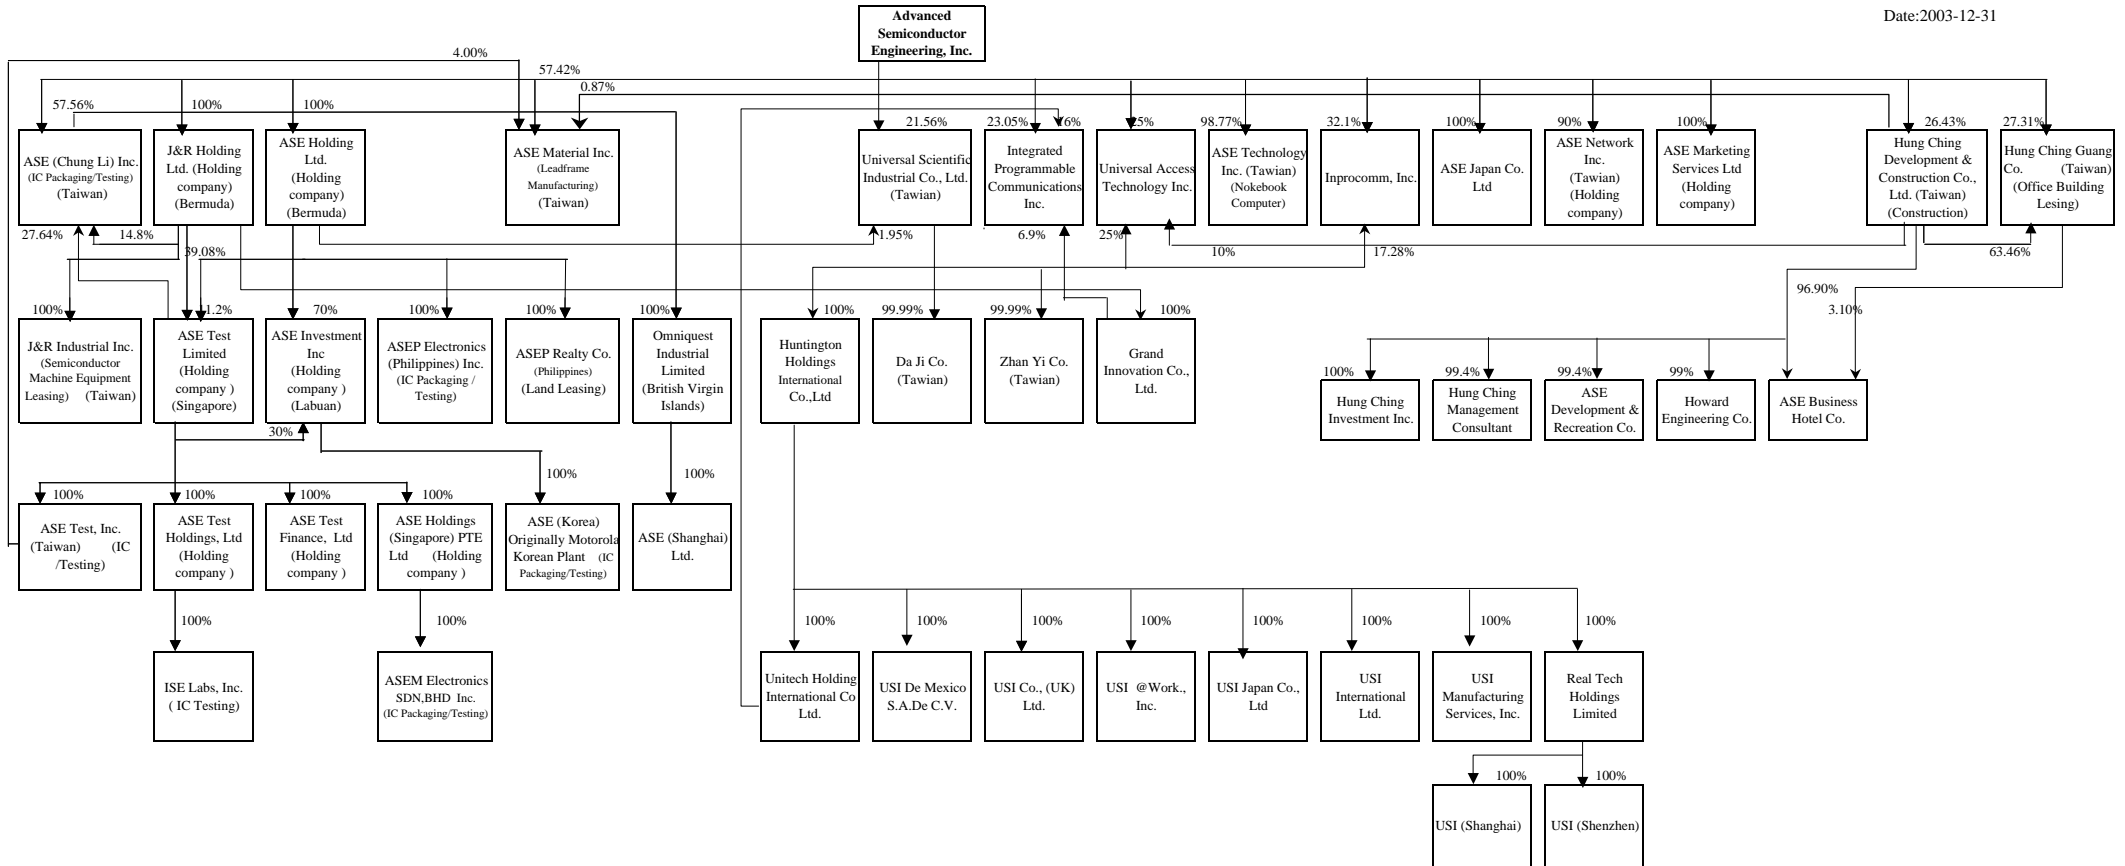 Advanced
Semiconductor
Engineering, Inc.
Date:2003-12-31
4.00%
57.42%
0.87%
57.56%
100%
100%
21.56%
23.05%
16%
25%
98.77%
32.1%
100%
90%
100%
26.43%
27.31%
ASE (Chung Li) Inc.
(IC Packaging/Testing)
(Taiwan)
J&R Holding
Ltd. (Holding
company)
(Bermuda)
ASE Holding
Ltd.
(Holding
company)
(Bermuda)
ASE Material Inc.
(Leadframe
Manufacturing)
(Taiwan)
Universal Scientific
Industrial Co., Ltd.
(Tawian)
Integrated
Programmable
Communications
Inc.
Universal Access
Technology Inc.
ASE Technology
Inc. (Tawian)
(Nokebook
Computer)
Inprocomm, Inc.
ASE Japan Co.
Ltd
ASE Network
Inc.
(Tawian)
(Holding
company)
ASE Marketing
Services Ltd
(Holding
company)
Hung Ching
Development &
Construction Co.,
Ltd. (Taiwan)
(Construction)
Hung Ching Guang
Co. (Taiwan)
(Office Building
Lesing)
27.64%
14.8%
39.08%
1.95%
6.9%
25%
10%
17.28%
63.46%
96.90%
3.10%
100%
11.2%
70%
100%
100%
100%
100%
99.99%
99.99%
100%
J&R Industrial Inc.
(Semiconductor
Machine Equipment
Leasing) (Taiwan)
ASE Test
Limited
(Holding
company )
(Singapore)
ASE Investment
Inc
(Holding
company )
(Labuan)
ASEP Electronics
(Philippines) Inc.
(IC Packaging /
Testing)
ASEP Realty Co.
(Philippines)
(Land Leasing)
Omniquest
Industrial
Limited
(British Virgin
Islands)
Huntington
Holdings
International
Co.,Ltd
Da Ji Co.
(Tawian)
Zhan Yi Co.
(Tawian)
Grand
Innovation Co.,
Ltd.
100%
99.4%
99.4%
99%
Hung Ching
Investment Inc.
Hung Ching
Management
Consultant
ASE
Development &
Recreation Co.
Howard
Engineering Co.
ASE Business
Hotel Co.
30%
100%
100%
100%
100%
100%
100%
ASE Test, Inc.
(Taiwan) (IC
/Testing)
ASE Test
Holdings, Ltd
(Holding
company )
ASE Test
Finance, Ltd
(Holding
company )
ASE Holdings
(Singapore) PTE
Ltd (Holding
company )
ASE (Korea)
Originally Motorola
Korean Plant (IC
Packaging/Testing)
ASE (Shanghai)
Ltd.
100%
100%
100%
100%
100%
100%
100%
100%
100%
100%
ISE Labs, Inc.
( IC Testing)
ASEM Electronics
SDN,BHD Inc.
(IC Packaging/Testing)
Unitech Holding
International Co
Ltd.
USI De Mexico
S.A.De C.V.
USI Co., (UK)
Ltd.
USI @Work.,
Inc.
USI Japan Co.,
Ltd
USI
International
Ltd.
USI
Manufacturing
Services, Inc.
Real Tech
Holdings
Limited
100%
100%
USI (Shanghai)
USI (Shenzhen)